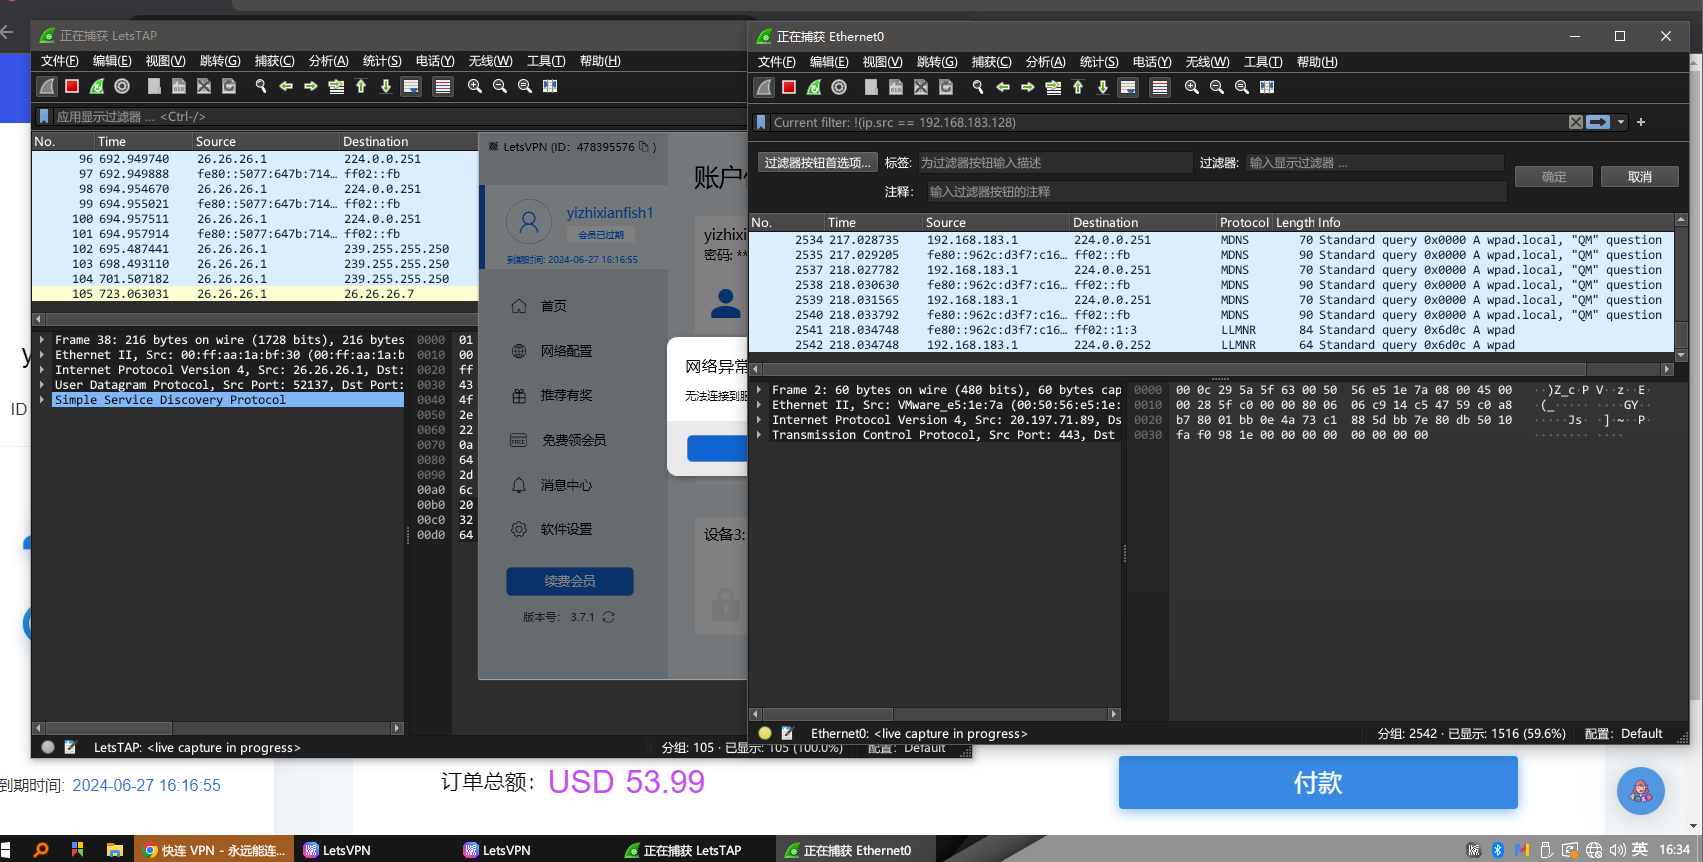 正在捕获 LetsTAP
文件(F) 编辑(E) 视图(V) 跳转(G) 捕获(C) 分析(A) 统计(S) 电话(Y) 无线(W) 工具(T) 帮助(H)
应用显示过滤器 … <Ctrl-/>
No. Time Source Destination
96 692.949740 26.26.26.1 224.0.0.251
97 692.949888 fe80::5077:647b:714… ff02::fb
98 694.954670 26.26.26.1 224.0.0.251
99 694.955021 fe80::5077:647b:714… ff02::fb
100 694.957511 26.26.26.1 224.0.0.251
101 694.957914 fe80::5077:647b:714… ff02::fb
102 695.487441 26.26.26.1 239.255.255.250
103 698.493110 26.26.26.1 239.255.255.250
104 701.507182 26.26.26.1 239.255.255.250
105 723.063031 26.26.26.1 26.26.26.7
Frame 38: 216 bytes on wire (1728 bits), 216 bytes
Ethernet II, Src: 00:ff:aa:1a:bf:30 (00:ff:aa:1a:b
Internet Protocol Version 4, Src: 26.26.26.1, Dst:
User Datagram Protocol, Src Port: 52137, Dst Port:
Simple Service Discovery Protocol
0000 01
0010 00
0020 ff
0030 43
0040 4f
0050 2e
0060 22
0070 0a
0080 64
0090 2d
00a0 6c
00b0 20
00c0 32
00d0 64
LetsTAP: <live capture in progress>
分组: 105 · 已显示: 105 (100.0%)
配置: Default
LetsVPN (ID: 478395576 )
yizhixianfish1
会员已过期
到期时间: 2024-06-27 16:16:55
首页
网络配置
推荐有奖
免费领会员
消息中心
软件设置
续费会员
版本号: 3.7.1
账户
yizhixi
密码: **
网络异常
无法连接到服
设备3:
正在捕获 Ethernet0
文件(F) 编辑(E) 视图(V) 跳转(G) 捕获(C) 分析(A) 统计(S) 电话(Y) 无线(W) 工具(T) 帮助(H)
Current filter: !(ip.src == 192.168.183.128)
过滤器按钮首选项… 标签: 为过滤器按钮输入描述 过滤器: 输入显示过滤器 …
注释: 输入过滤器按钮的注释
确定 取消
No. Time Source Destination Protocol Length Info
2534 217.028735 192.168.183.1 224.0.0.251 MDNS 70 Standard query 0x0000 A wpad.local, "QM" question
2535 217.029205 fe80::962c:d3f7:c16… ff02::fb MDNS 90 Standard query 0x0000 A wpad.local, "QM" question
2537 218.027782 192.168.183.1 224.0.0.251 MDNS 70 Standard query 0x0000 A wpad.local, "QM" question
2538 218.030630 fe80::962c:d3f7:c16… ff02::fb MDNS 90 Standard query 0x0000 A wpad.local, "QM" question
2539 218.031565 192.168.183.1 224.0.0.251 MDNS 70 Standard query 0x0000 A wpad.local, "QM" question
2540 218.033792 fe80::962c:d3f7:c16… ff02::fb MDNS 90 Standard query 0x0000 A wpad.local, "QM" question
2541 218.034748 fe80::962c:d3f7:c16… ff02::1:3 LLMNR 84 Standard query 0x6d0c A wpad
2542 218.034748 192.168.183.1 224.0.0.252 LLMNR 64 Standard query 0x6d0c A wpad
Frame 2: 60 bytes on wire (480 bits), 60 bytes cap
Ethernet II, Src: VMware_e5:1e:7a (00:50:56:e5:1e:
Internet Protocol Version 4, Src: 20.197.71.89, Ds
Transmission Control Protocol, Src Port: 443, Dst
0000 00 0c 29 5a 5f 63 00 50 56 e5 1e 7a 08 00 45 00 ··)Z_c·P V··z··E·
0010 00 28 5f c0 00 00 80 06 06 c9 14 c5 47 59 c0 a8 ·(_····· ····GY··
0020 b7 80 01 bb 0e 4a 73 c1 88 5d bb 7e 80 db 50 10 ·····Js· ·]·~··P·
0030 fa f0 98 1e 00 00 00 00 00 00 00 00 ········ ····
Ethernet0: <live capture in progress>
分组: 2542 · 已显示: 1516 (59.6%)
配置: Default
y
ID
到期时间: 2024-06-27 16:16:55
订单总额: USD 53.99
付款
快连 VPN - 永远能连...
LetsVPN
LetsVPN
正在捕获 LetsTAP
正在捕获 Ethernet0
英
16:34